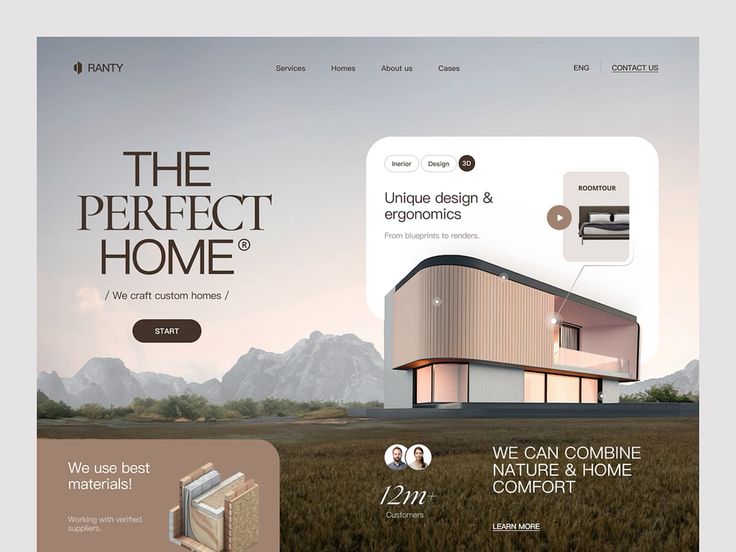 RANTY
Services
Homes
About us
Cases
ENG
CONTACT US
THE
PERFECT
HOME®
/ We craft custom homes /
START
Inerior
Design
3D
Unique design &
ergonomics
From blueprints to renders.
ROOMTOUR
We use best
materials!
Working with verified
suppliers.
12m+
Customers
WE CAN COMBINE
NATURE & HOME
COMFORT
LEARN MORE